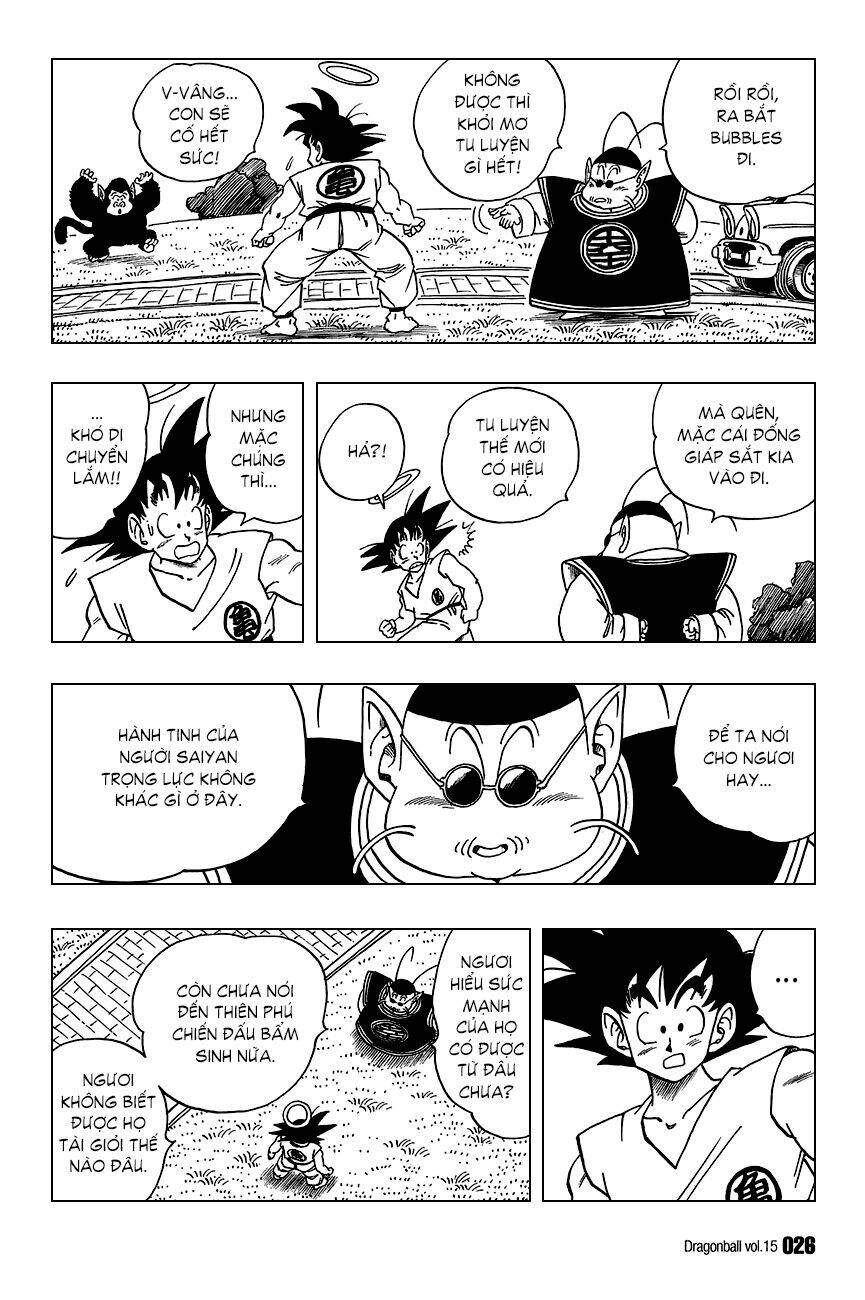 RỒI RỒI,
RA BẮT
BUBBLES
ĐI.
KHÔNG
ĐƯỢC THÌ
KHỎI MƠ
TU LUYỆN
GÌ HẾT!
V-VÂNG...
CON SẼ
CỐ HẾT
SỨC!
MÀ QUÊN,
MẶC CÁI ĐỐNG
GIÁP SẮT KIA
VÀO ĐI.
TU LUYỆN
THẾ MỚI
CÓ HIỆU
QUẢ.
HẢ?!
NHƯNG
MẶC
CHÚNG
THÌ...
...
KHÓ DI
CHUYỂN
LẮM!!
ĐỂ TA NÓI
CHO NGƯƠI
HAY...
HÀNH TINH CỦA
NGƯỜI SAIYAN
TRỌNG LỰC KHÔNG
KHÁC GÌ Ở ĐÂY.
...
NGƯƠI
HIỂU SỨC
MẠNH
CỦA HỌ
CÓ ĐƯỢC
TỪ ĐÂU
CHƯA?
CÒN CHƯA NÓI
ĐẾN THIÊN PHÚ
CHIẾN ĐẤU BẨM
SINH NỮA.
NGƯƠI
KHÔNG BIẾT
ĐƯỢC HỌ
TÀI GIỎI THẾ
NÀO ĐÂU.
亀
亀
亀
Dragonball vol.15 026